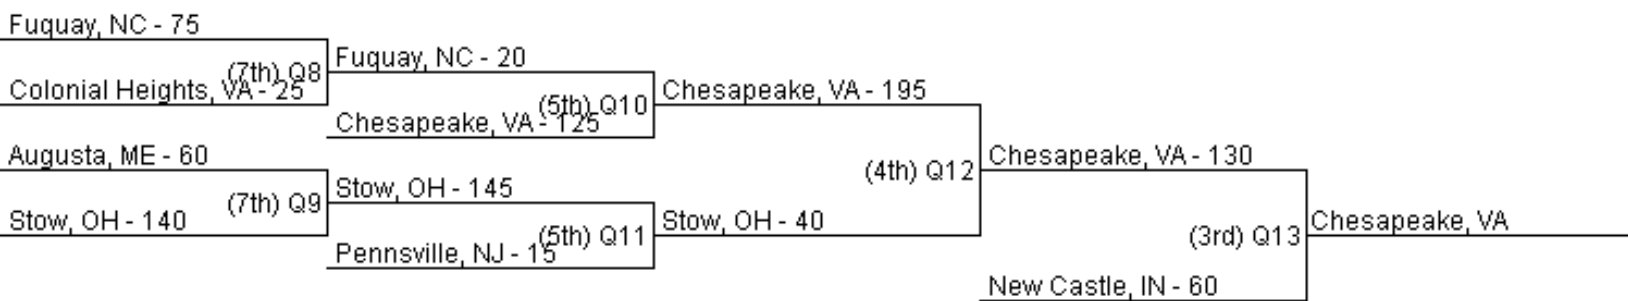 Fuquay, NC - 75
(7th) Q8
Colonial Heights, VA - 25
Fuquay, NC - 20
(5th) Q10
Chesapeake, VA - 125
Augusta, ME - 60
(7th) Q9
Stow, OH - 140
Stow, OH - 145
(5th) Q11
Pennsville, NJ - 15
Chesapeake, VA - 195
(4th) Q12
Stow, OH - 40
Chesapeake, VA - 130
(3rd) Q13
New Castle, IN - 60
Chesapeake, VA